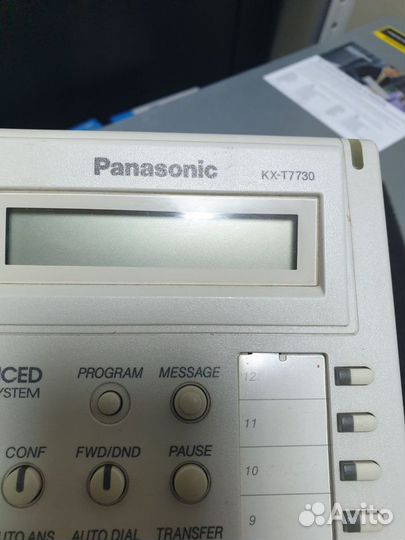 Panasonic KX-T7730
CED
YSTEM
PROGRAM MESSAGE
12
11
CONF FWD/DND PAUSE
10
9
AUTO ANS AUTO DIAL TRANSFER
Avito